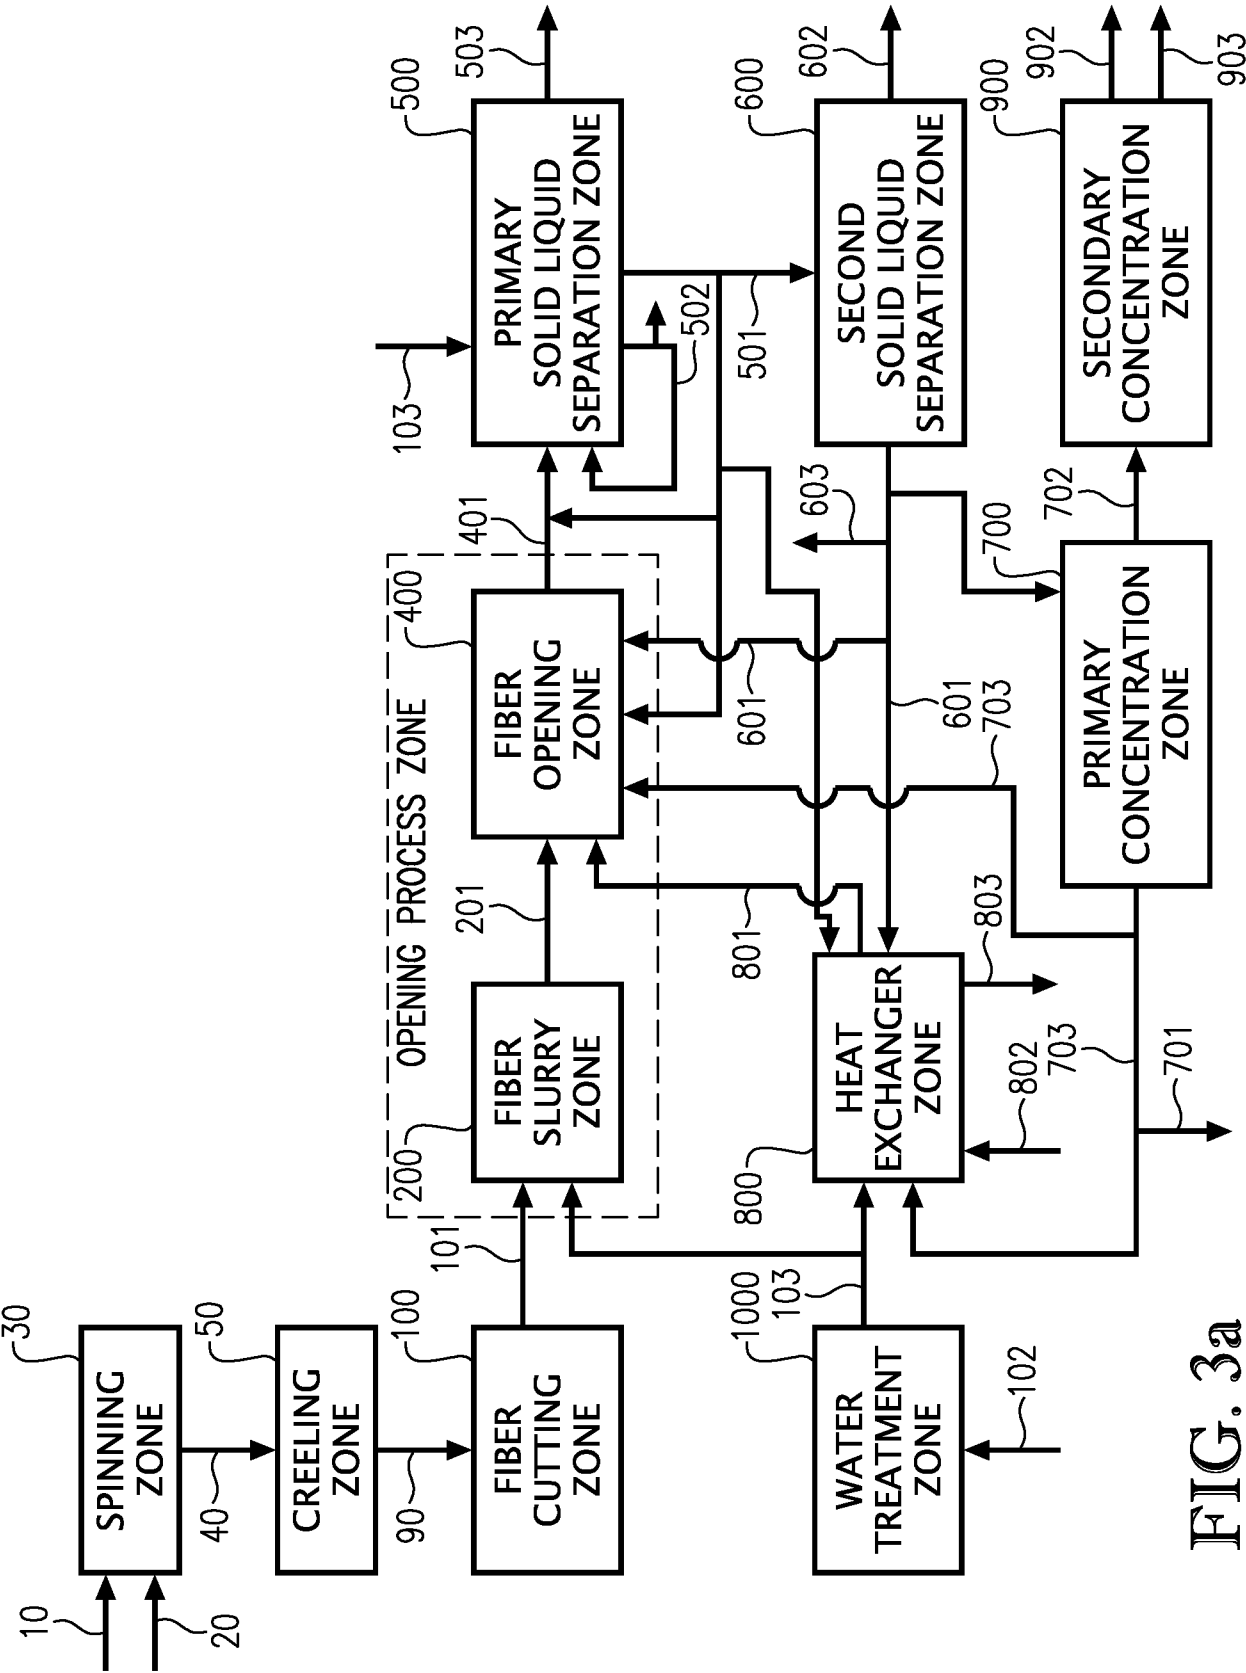 10
20
30
SPINNING
ZONE
40
50
CREELING
ZONE
90
100
FIBER
CUTTING
ZONE
101
OPENING PROCESS ZONE
200
FIBER
SLURRY
ZONE
201
400
FIBER
OPENING
ZONE
401
103
500
PRIMARY
SOLID LIQUID
SEPARATION ZONE
503
502
501
600
SECOND
SOLID LIQUID
SEPARATION ZONE
602
603
601
601
703
801
1000
103
WATER
TREATMENT
ZONE
102
800
HEAT
EXCHANGER
ZONE
802
803
703
701
700
PRIMARY
CONCENTRATION
ZONE
702
900
SECONDARY
CONCENTRATION
ZONE
902
903
FIG. 3a